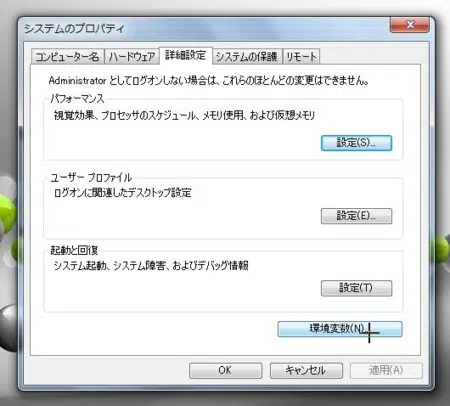 システムのプロパティ
コンピューター名 ハードウェア 詳細設定 システムの保護 リモート
Administrator としてログオンしない場合は、これらのほとんどの変更はできません。
パフォーマンス
視覚効果、プロセッサのスケジュール、メモリ使用、および仮想メモリ
設定(S)...
ユーザー プロファイル
ログオンに関連したデスクトップ設定
設定(E)...
起動と回復
システム起動、システム障害、およびデバッグ情報
設定(T)
環境変数(N)...
OK キャンセル 適用(A)